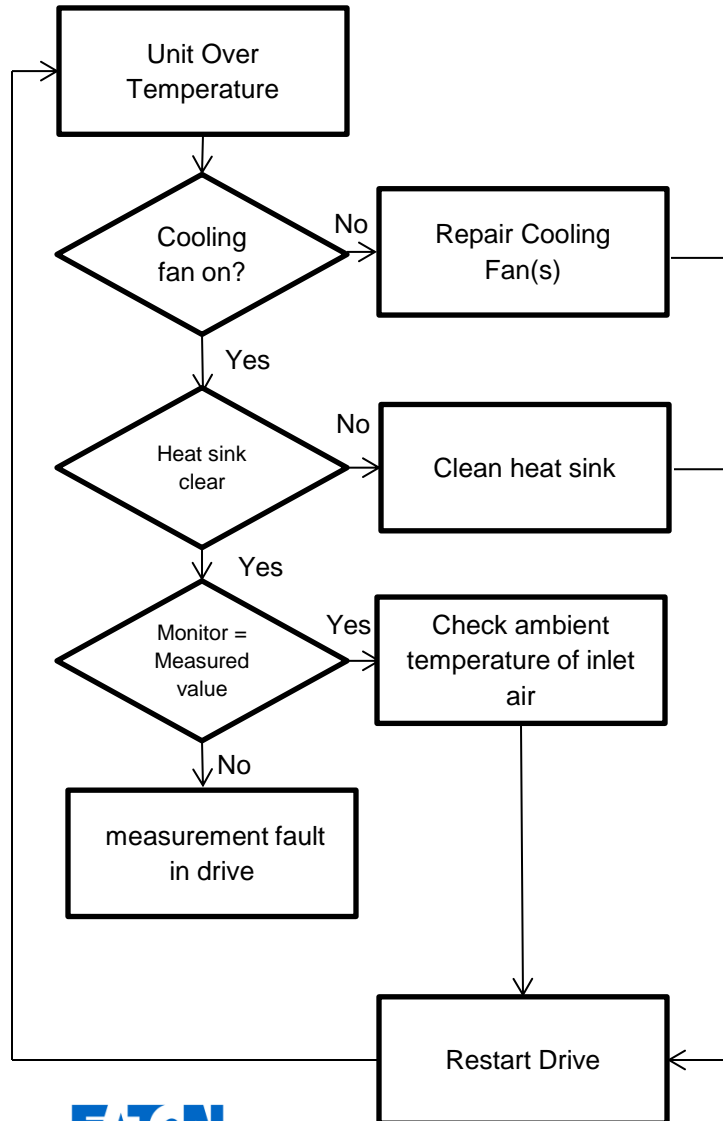 Unit Over
Temperature
Cooling
fan on?
No
Repair Cooling
Fan(s)
Yes
Heat sink
clear
No
Clean heat sink
Yes
Monitor =
Measured
value
Yes
Check ambient
temperature of inlet
air
No
measurement fault
in drive
Restart Drive
EATON